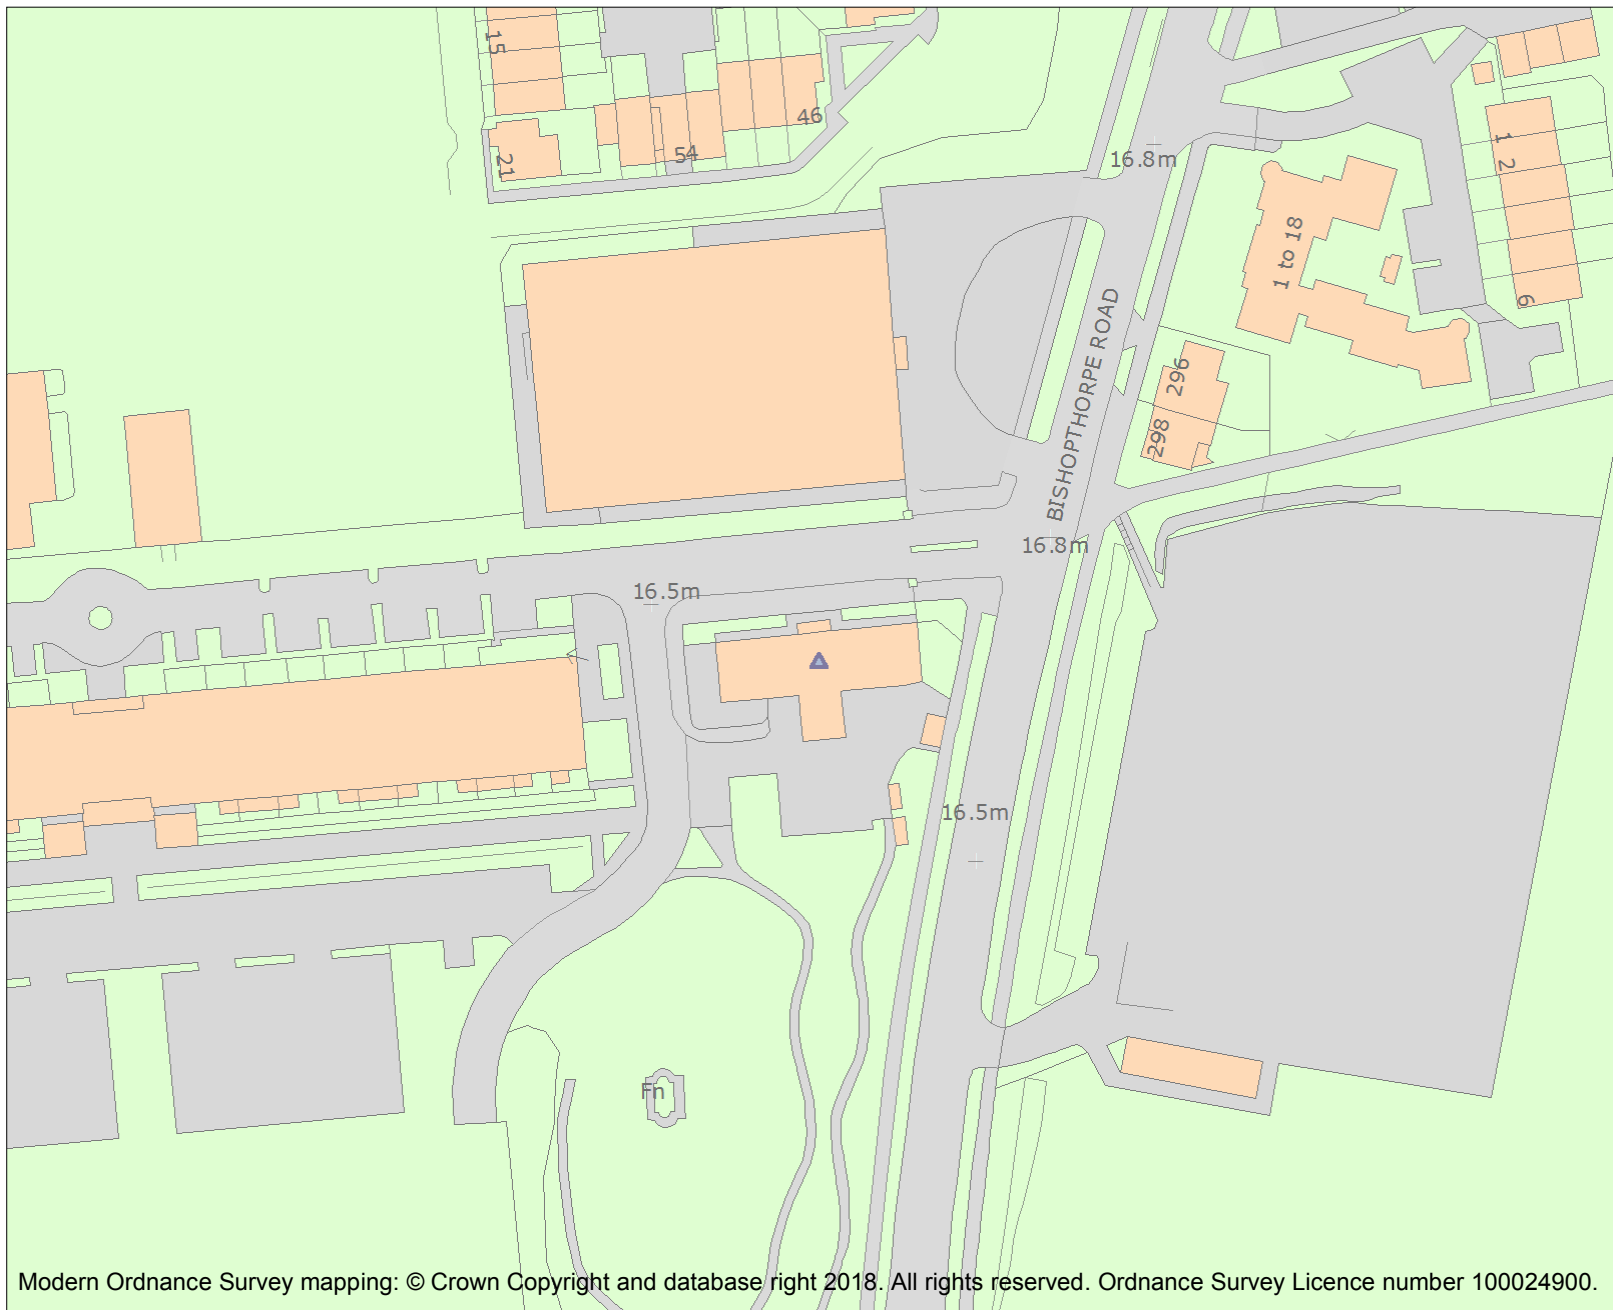 15
46
54
21
16.8m
1
2
1 to 18
6
BISHOPTHORPE ROAD
296
298
16.8m
16.5m
16.5m
Fn
Modern Ordnance Survey mapping: © Crown Copyright and database right 2018. All rights reserved. Ordnance Survey Licence number 100024900.